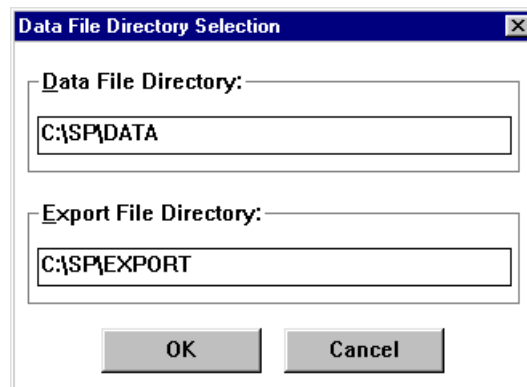 Data File Directory Selection
Data File Directory:
C:\SP\DATA
Export File Directory:
C:\SP\EXPORT
OK Cancel